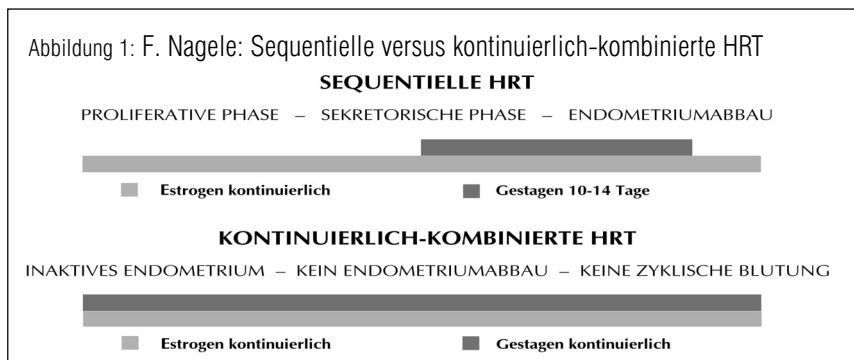 Abbildung 1: F. Nagele: Sequentielle versus kontinuierlich-kombinierte HRT
SEQUENTIELLE HRT
PROLIFERATIVE PHASE – SEKRETORISCHE PHASE – ENDOMETRIUMABBAU
Estrogen kontinuierlich Gestagen 10-14 Tage
KONTINUIERLICH-KOMBINIERTE HRT
INAKTIVES ENDOMETRIUM – KEIN ENDOMETRIUMABBAU – KEINE ZYKLISCHE BLUTUNG
Estrogen kontinuierlich Gestagen kontinuierlich